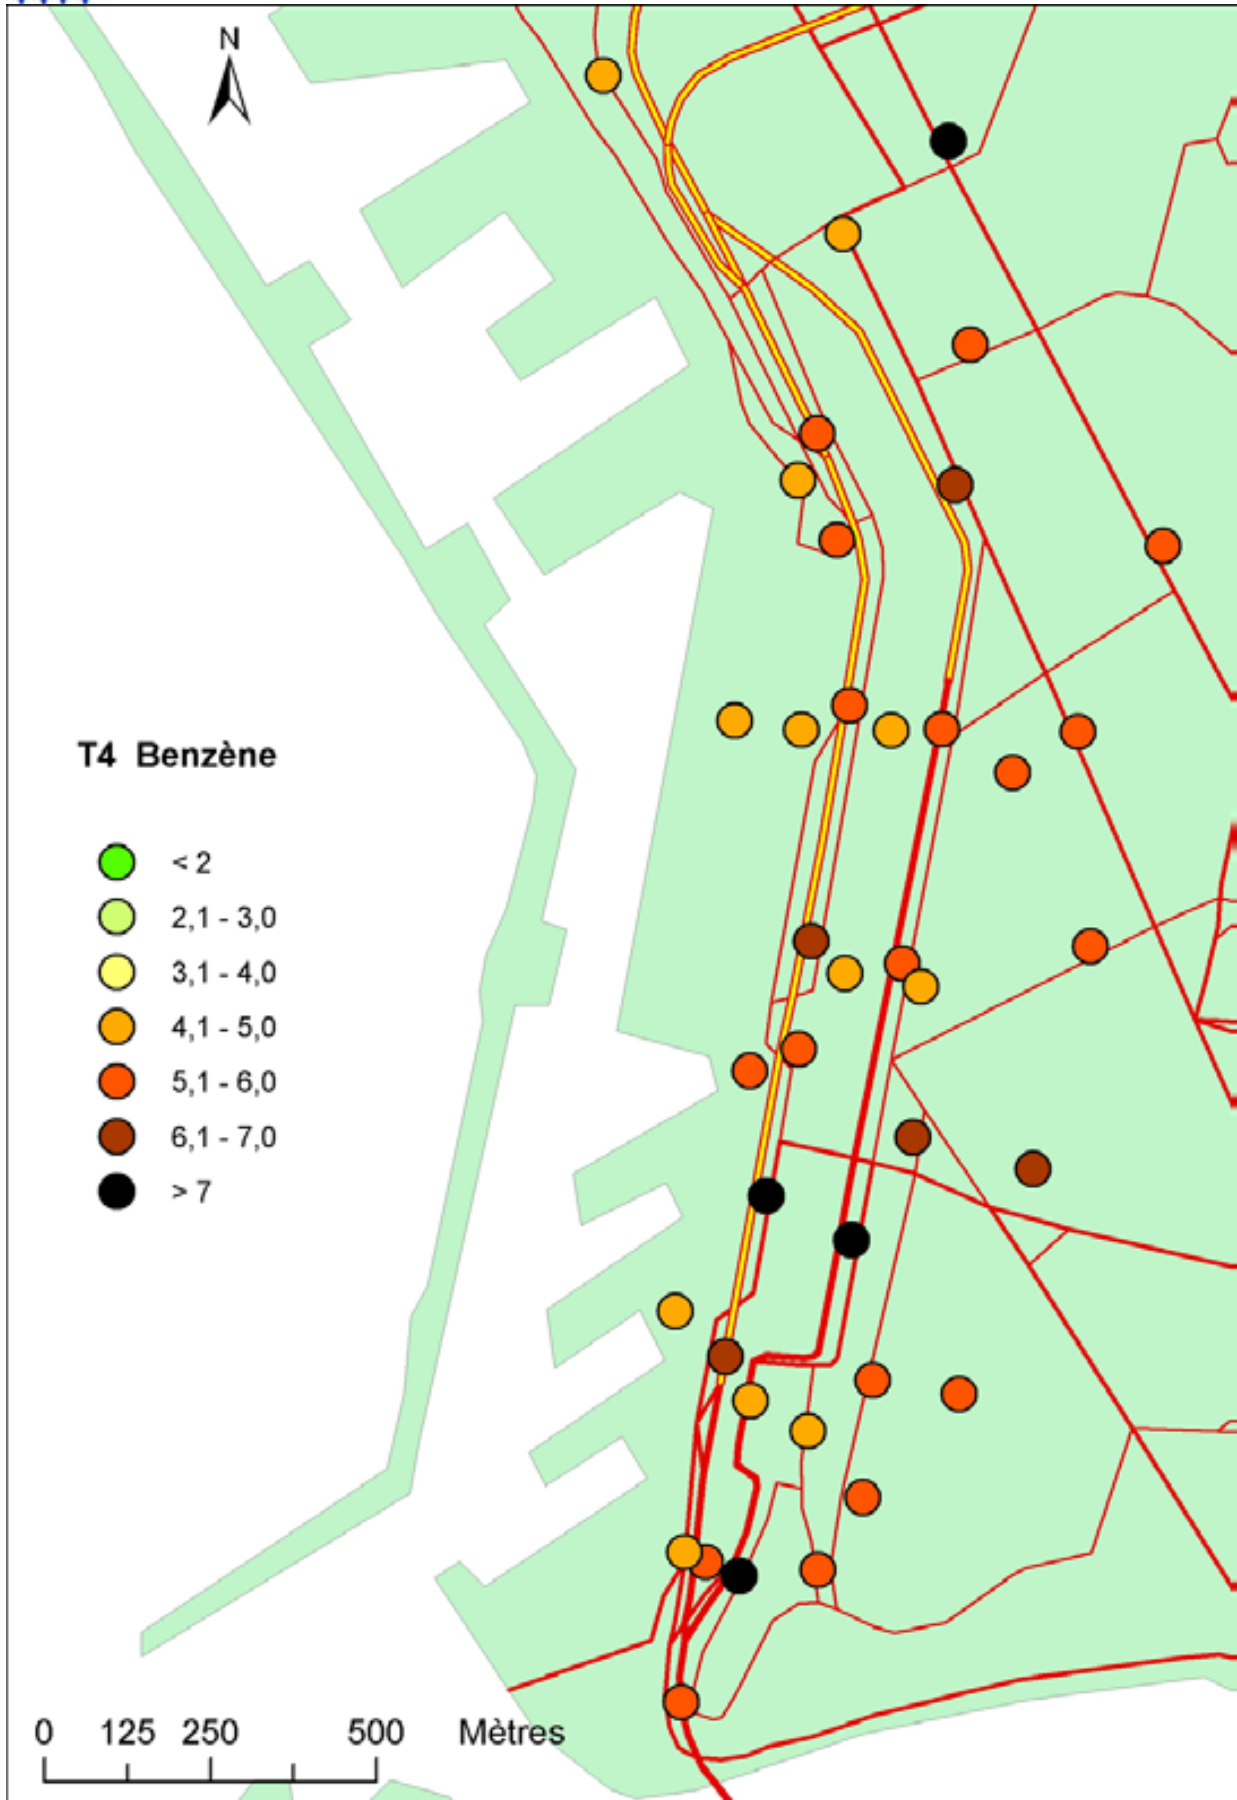 N
T4 Benzène
< 2
2,1 - 3,0
3,1 - 4,0
4,1 - 5,0
5,1 - 6,0
6,1 - 7,0
> 7
0 125 250 500 Mètres